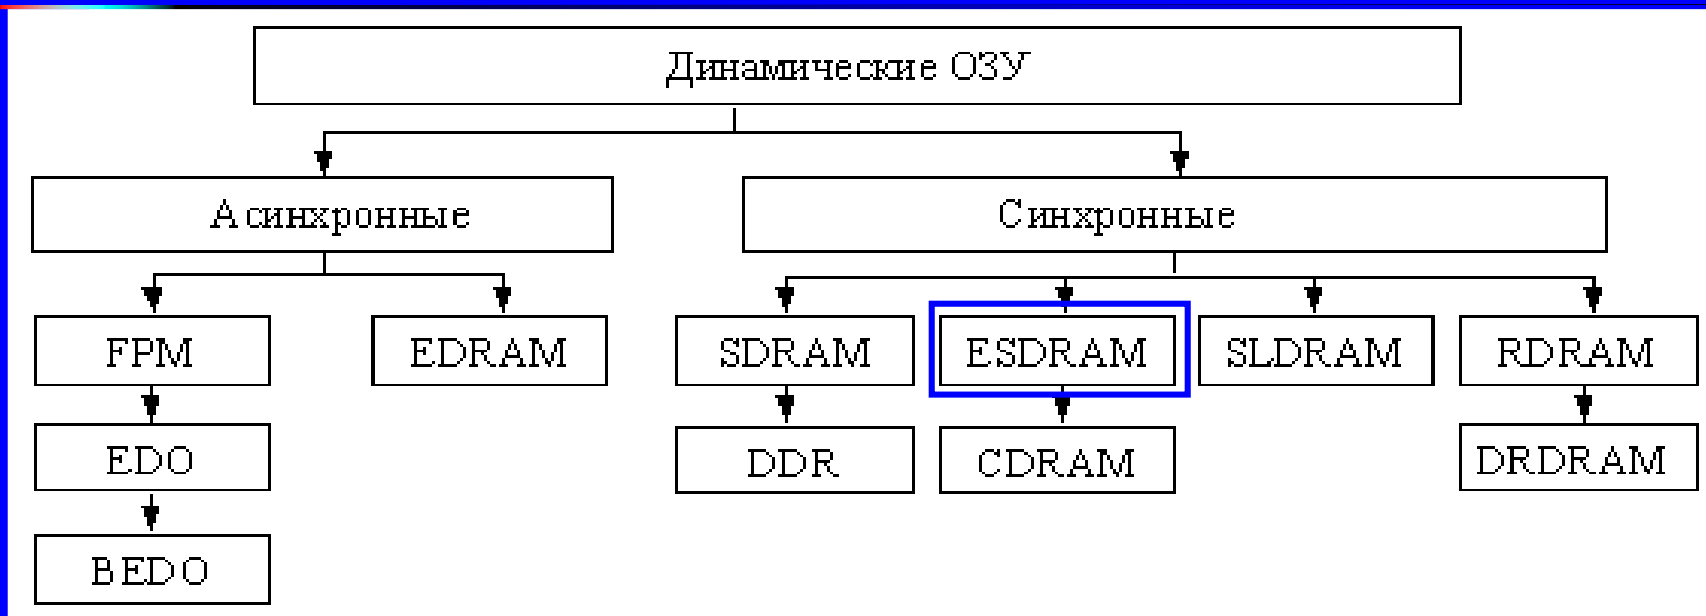 Динамические ОЗУ
Асинхронные
Синхронные
FPM
EDRAM
SDRAM
ESDRAM
SLDRAM
RDRAM
EDO
DDR
CDRAM
DRDRAM
BEDO